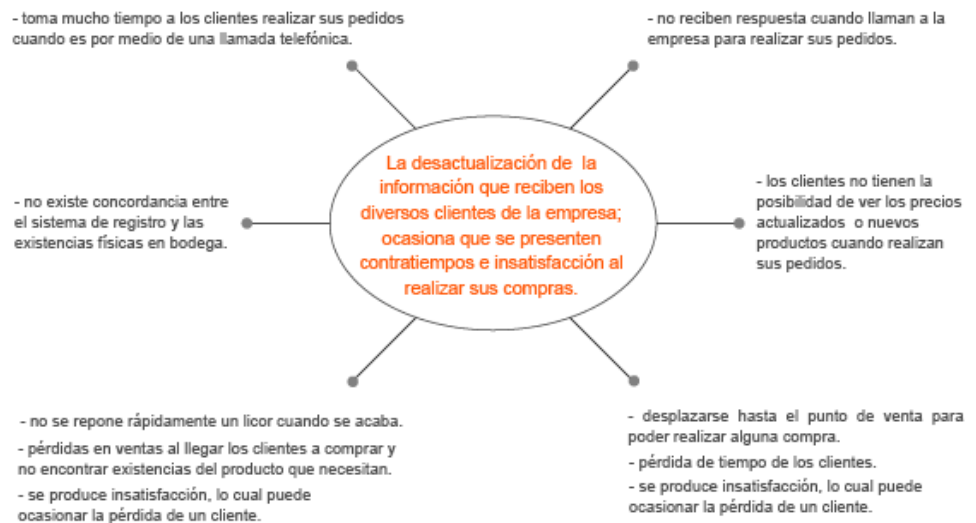 - toma mucho tiempo a los clientes realizar sus pedidos
cuando es por medio de una llamada telefónica.
- no reciben respuesta cuando llaman a la
empresa para realizar sus pedidos.
La desactualización de la
información que reciben los
diversos clientes de la empresa;
ocasiona que se presenten
contratiempos e insatisfacción al
realizar sus compras.
- no existe concordancia entre
el sistema de registro y las
existencias físicas en bodega.
- los clientes no tienen la
posibilidad de ver los precios
actualizados o nuevos
productos cuando realizan
sus pedidos.
- no se repone rápidamente un licor cuando se acaba.
- pérdidas en ventas al llegar los clientes a comprar y
no encontrar existencias del producto que necesitan.
- se produce insatisfacción, lo cual puede
ocasionar la pérdida de un cliente.
- desplazarse hasta el punto de venta para
poder realizar alguna compra.
- pérdida de tiempo de los clientes.
- se produce insatisfacción, lo cual puede
ocasionar la pérdida de un cliente.